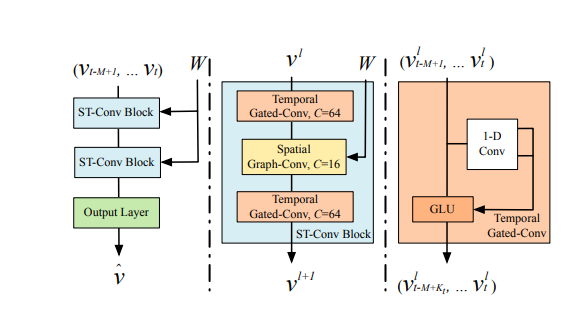 (v_{t-M+1}, ... v_t)
W
ST-Conv Block
ST-Conv Block
Output Layer
v̂
v^l
W
Temporal
Gated-Conv, C=64
Spatial
Graph-Conv, C=16
Temporal
Gated-Conv, C=64
ST-Conv Block
v^{l+1}
(v^l_{t-M+1}, ... v^l_t)
1-D
Conv
GLU
Temporal
Gated-Conv
(v^l_{t-M+K_t}, ... v^l_t)